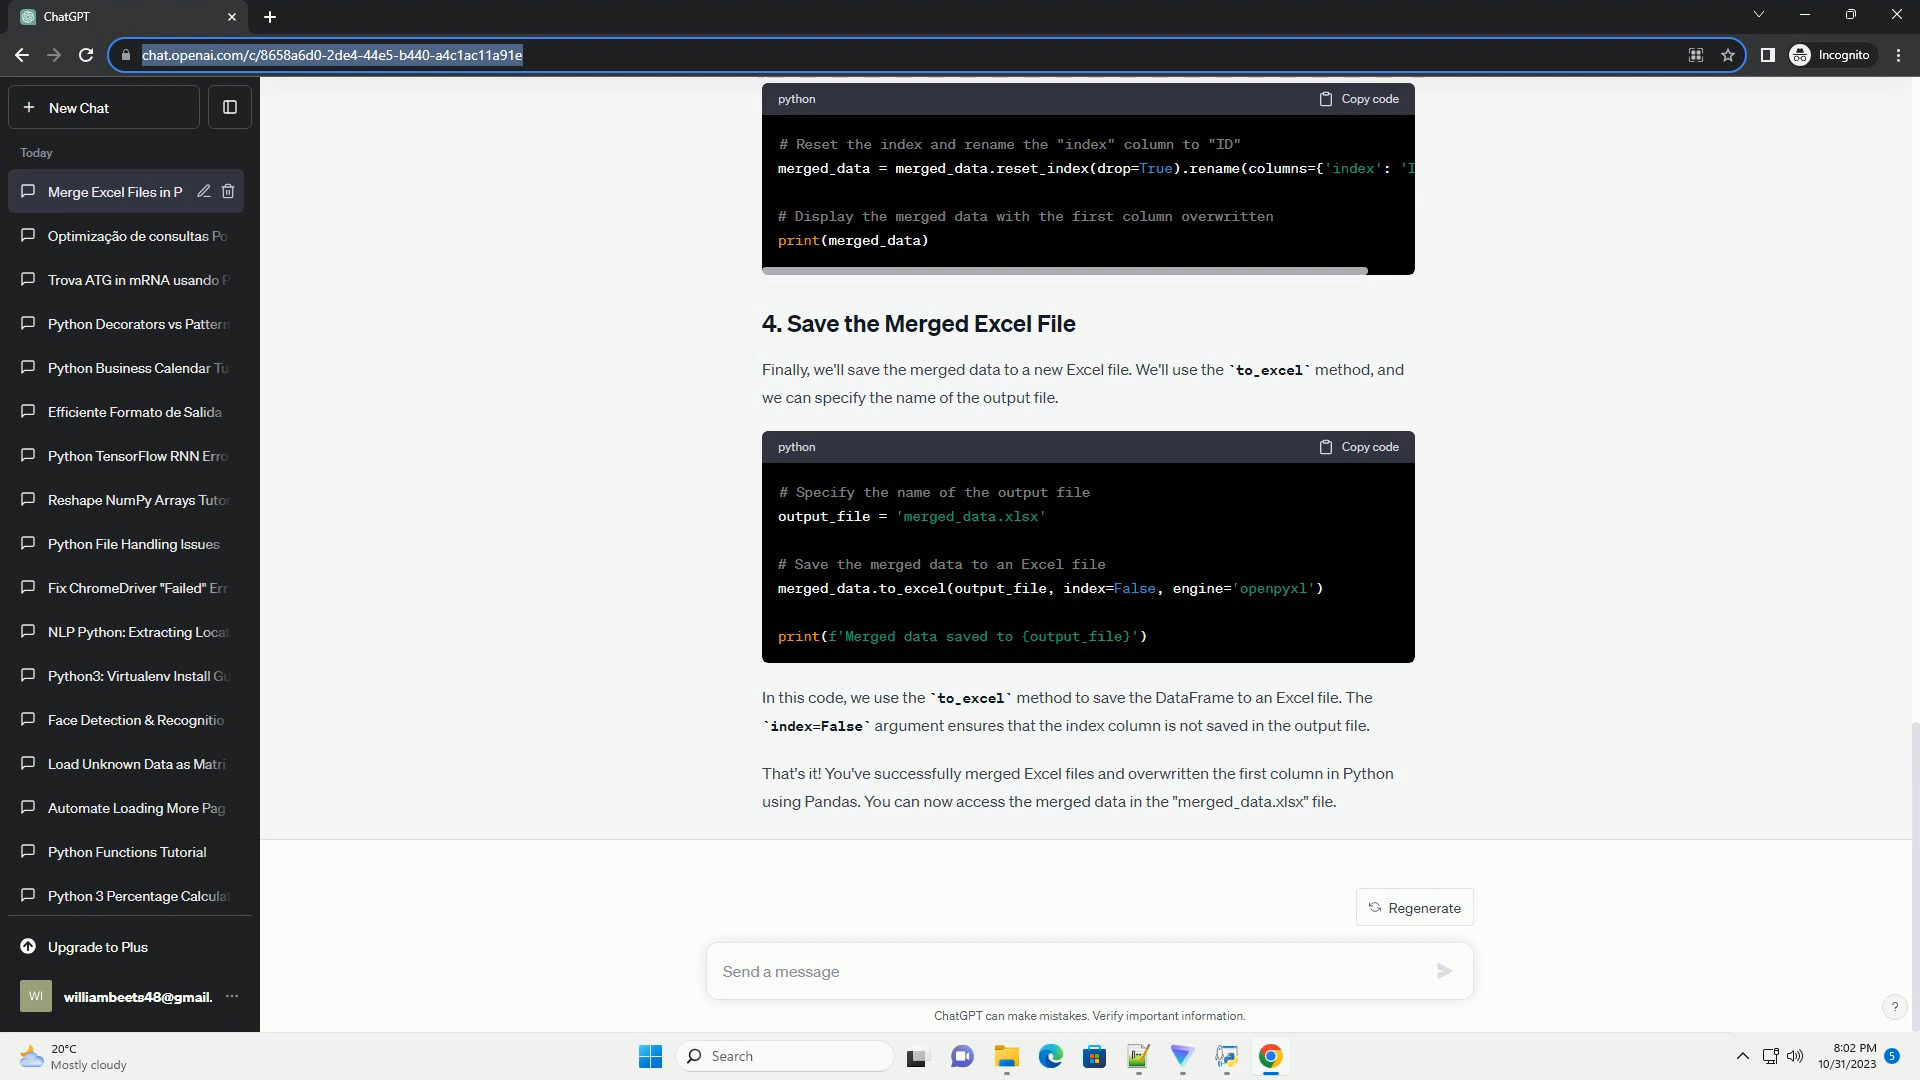 ChatGPT
chat.openai.com/c/8658a6d0-2de4-44e5-b440-a4c1ac11a91e
Incognito
New Chat
Today
Merge Excel Files in P
Optimização de consultas Po
Trova ATG in mRNA usando P
Python Decorators vs Pattern
Python Business Calendar Tu
Efficiente Formato de Salida
Python TensorFlow RNN Erro
Reshape NumPy Arrays Tutor
Python File Handling Issues
Fix ChromeDriver "Failed" Err
NLP Python: Extracting Locat
Python3: Virtualenv Install Gu
Face Detection & Recognitio
Load Unknown Data as Matri
Automate Loading More Pag
Python Functions Tutorial
Python 3 Percentage Calculat
Upgrade to Plus
WI williambeets48@gmail.
python Copy code
# Reset the index and rename the "index" column to "ID"
merged_data = merged_data.reset_index(drop=True).rename(columns={'index': 'I
# Display the merged data with the first column overwritten
print(merged_data)
4. Save the Merged Excel File
Finally, we'll save the merged data to a new Excel file. We'll use the `to_excel` method, and
we can specify the name of the output file.
python Copy code
# Specify the name of the output file
output_file = 'merged_data.xlsx'
# Save the merged data to an Excel file
merged_data.to_excel(output_file, index=False, engine='openpyxl')
print(f'Merged data saved to {output_file}')
In this code, we use the `to_excel` method to save the DataFrame to an Excel file. The
`index=False` argument ensures that the index column is not saved in the output file.
That's it! You've successfully merged Excel files and overwritten the first column in Python
using Pandas. You can now access the merged data in the "merged_data.xlsx" file.
Regenerate
Send a message
ChatGPT can make mistakes. Verify important information.
?
20°C
Mostly cloudy
Search
8:02 PM
10/31/2023
5